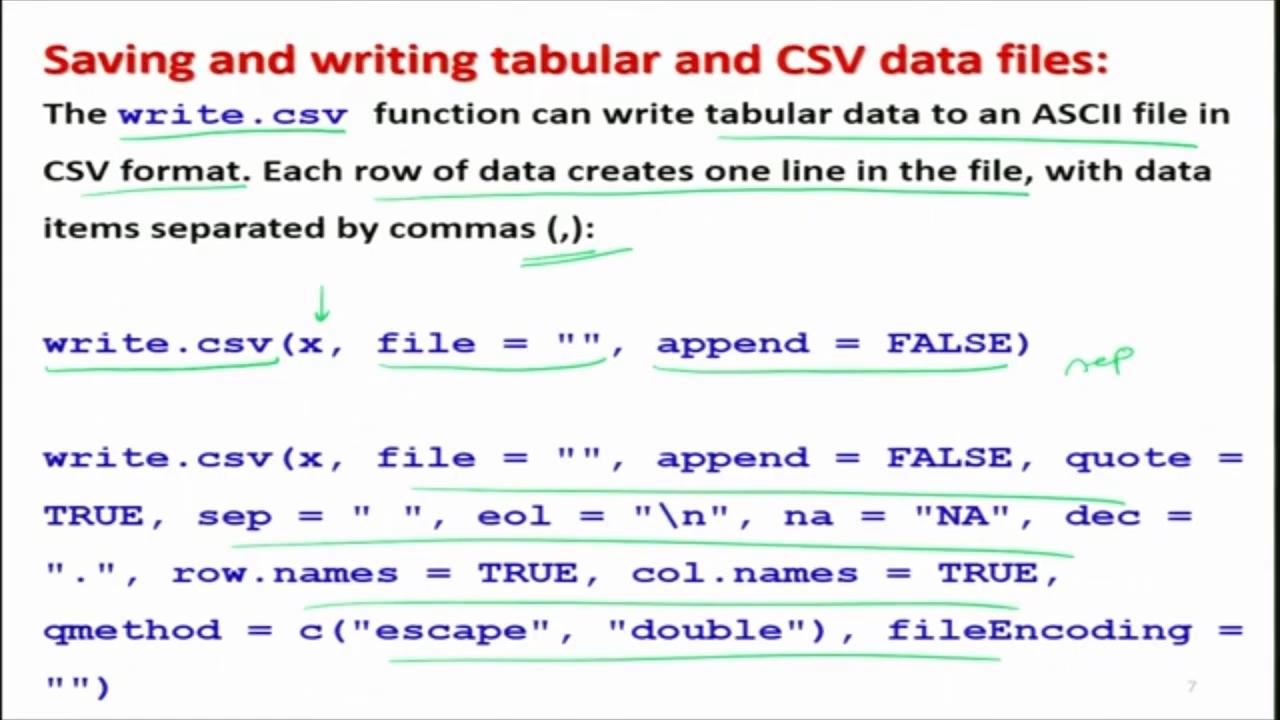 Saving and writing tabular and CSV data files:
The write.csv function can write tabular data to an ASCII file in
CSV format. Each row of data creates one line in the file, with data
items separated by commas (,):
write.csv(x, file = "", append = FALSE)
sep
write.csv(x, file = "", append = FALSE, quote =
TRUE, sep = " ", eol = "\n", na = "NA", dec =
".", row.names = TRUE, col.names = TRUE,
qmethod = c("escape", "double"), fileEncoding =
"")
7